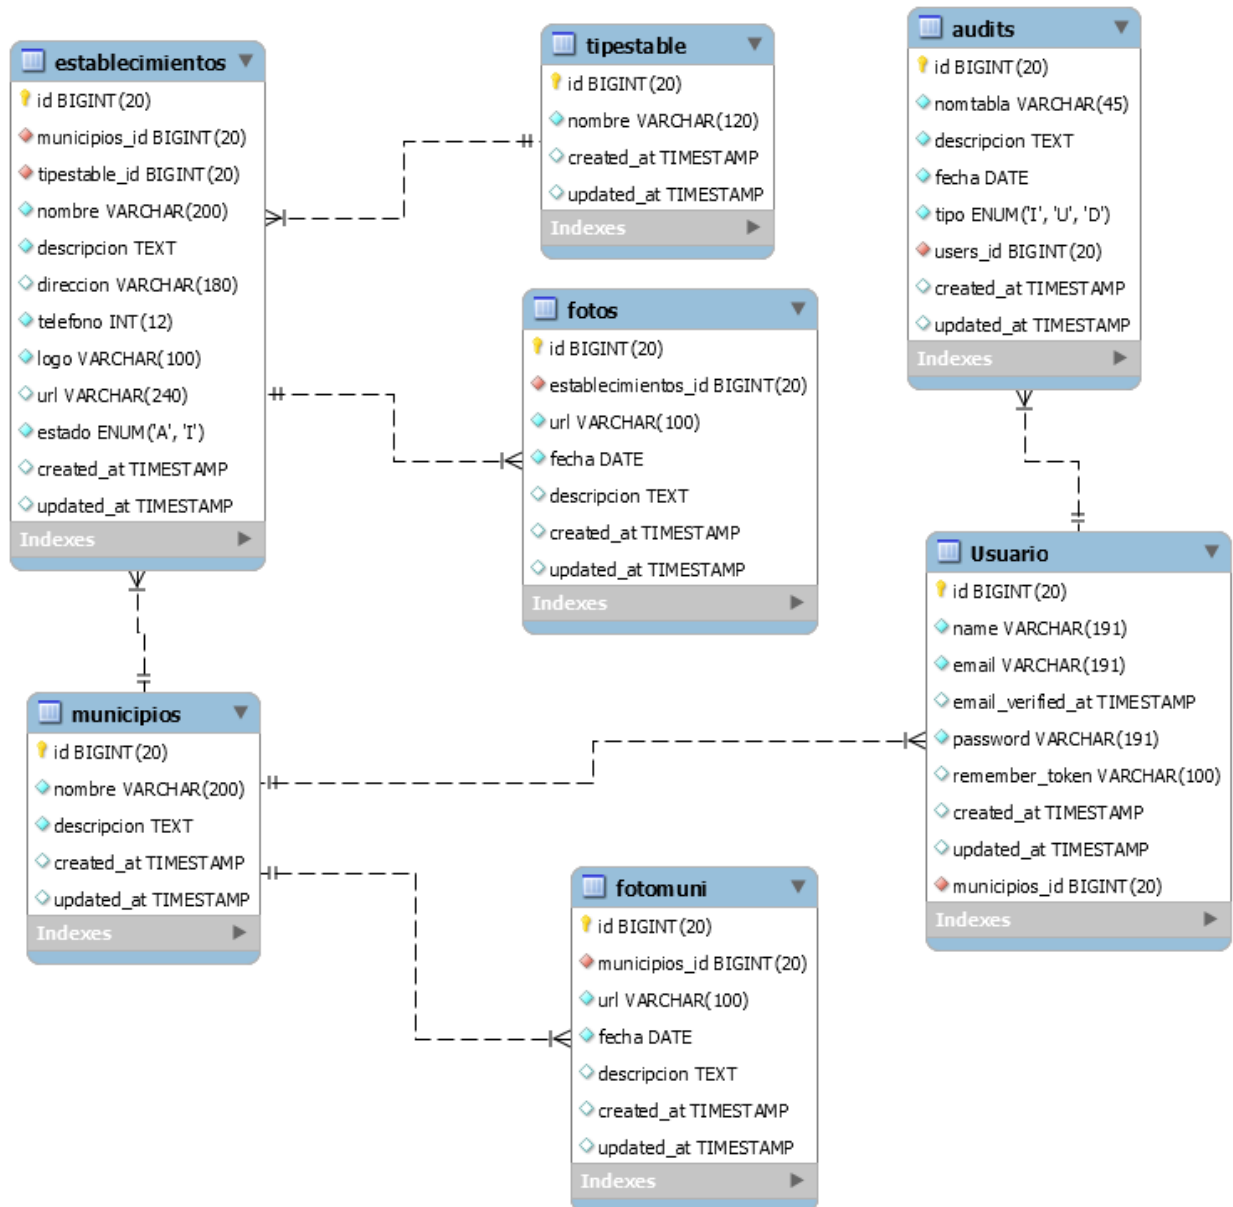 establecimientos
id BIGINT(20)
municipios_id BIGINT(20)
tipestable_id BIGINT(20)
nombre VARCHAR(200)
descripcion TEXT
direccion VARCHAR(180)
telefono INT(12)
logo VARCHAR(100)
url VARCHAR(240)
estado ENUM('A', 'I')
created_at TIMESTAMP
updated_at TIMESTAMP
Indexes
tipestable
id BIGINT(20)
nombre VARCHAR(120)
created_at TIMESTAMP
updated_at TIMESTAMP
Indexes
audits
id BIGINT(20)
nomtabla VARCHAR(45)
descripcion TEXT
fecha DATE
tipo ENUM('I', 'U', 'D')
users_id BIGINT(20)
created_at TIMESTAMP
updated_at TIMESTAMP
Indexes
fotos
id BIGINT(20)
establecimientos_id BIGINT(20)
url VARCHAR(100)
fecha DATE
descripcion TEXT
created_at TIMESTAMP
updated_at TIMESTAMP
Indexes
Usuario
id BIGINT(20)
name VARCHAR(191)
email VARCHAR(191)
email_verified_at TIMESTAMP
password VARCHAR(191)
remember_token VARCHAR(100)
created_at TIMESTAMP
updated_at TIMESTAMP
municipios_id BIGINT(20)
Indexes
municipios
id BIGINT(20)
nombre VARCHAR(200)
descripcion TEXT
created_at TIMESTAMP
updated_at TIMESTAMP
Indexes
fotomuni
id BIGINT(20)
municipios_id BIGINT(20)
url VARCHAR(100)
fecha DATE
descripcion TEXT
created_at TIMESTAMP
updated_at TIMESTAMP
Indexes